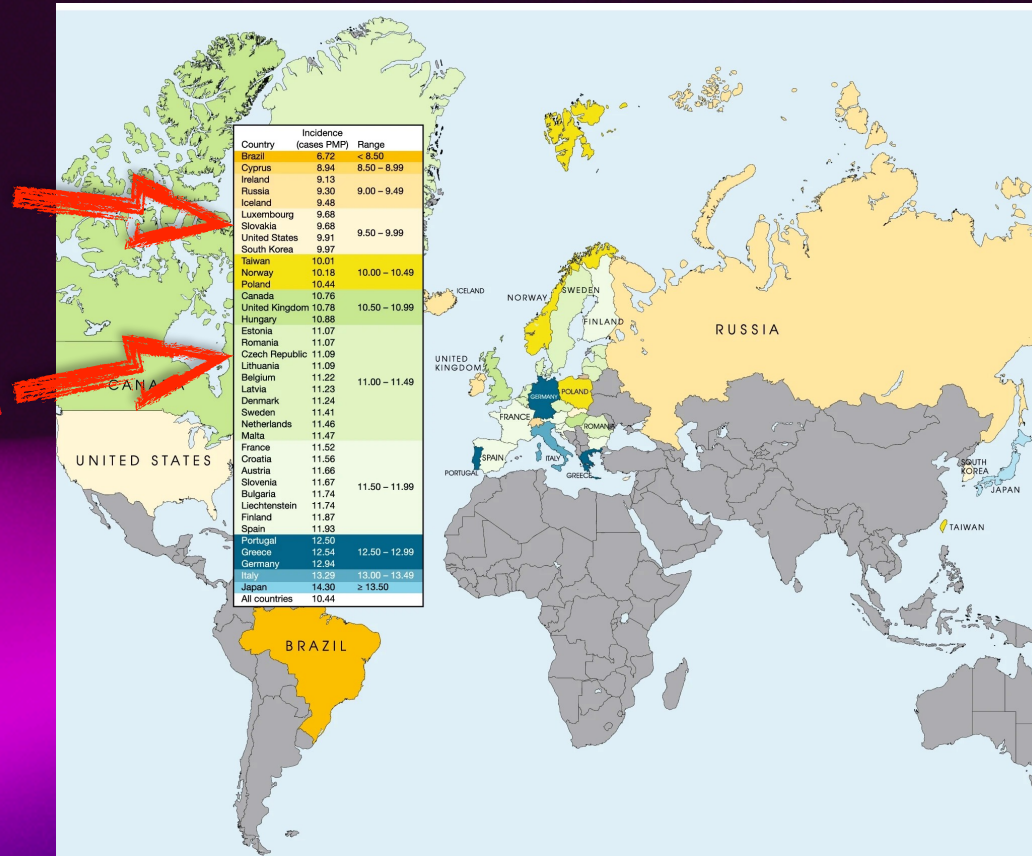 Incidence
Country (cases PMP) Range
Brazil 6.72 < 8.50
Cyprus 8.94 8.50 – 8.99
Ireland 9.13
Russia 9.30 9.00 – 9.49
Iceland 9.48
Luxembourg 9.68
Slovakia 9.68
9.50 – 9.99
United States 9.91
South Korea 9.97
Taiwan 10.01
Norway 10.18 10.00 – 10.49
Poland 10.44
Canada 10.76
United Kingdom 10.78 10.50 – 10.99
Hungary 10.88
Estonia 11.07
Romania 11.07
Czech Republic 11.09
Lithuania 11.09
Belgium 11.22
11.00 – 11.49
Latvia 11.23
Denmark 11.24
Sweden 11.41
Netherlands 11.46
Malta 11.47
France 11.52
Croatia 11.56
Austria 11.66
Slovenia 11.67
11.50 – 11.99
Bulgaria 11.74
Liechtenstein 11.74
Finland 11.87
Spain 11.93
Portugal 12.50
Greece 12.54 12.50 – 12.99
Germany 12.94
Italy 13.29 13.00 – 13.49
Japan 14.30 ≥ 13.50
All countries 10.44
ICELAND
NORWAY
SWEDEN
FINLAND
RUSSIA
UNITED
KINGDOM
CANA
GERMANY
POLAND
FRANCE
ROMANIA
UNITED STATES
SPAIN
ITALY
PORTUGAL
GREECE
SOUTH
KOREA
JAPAN
TAIWAN
BRAZIL